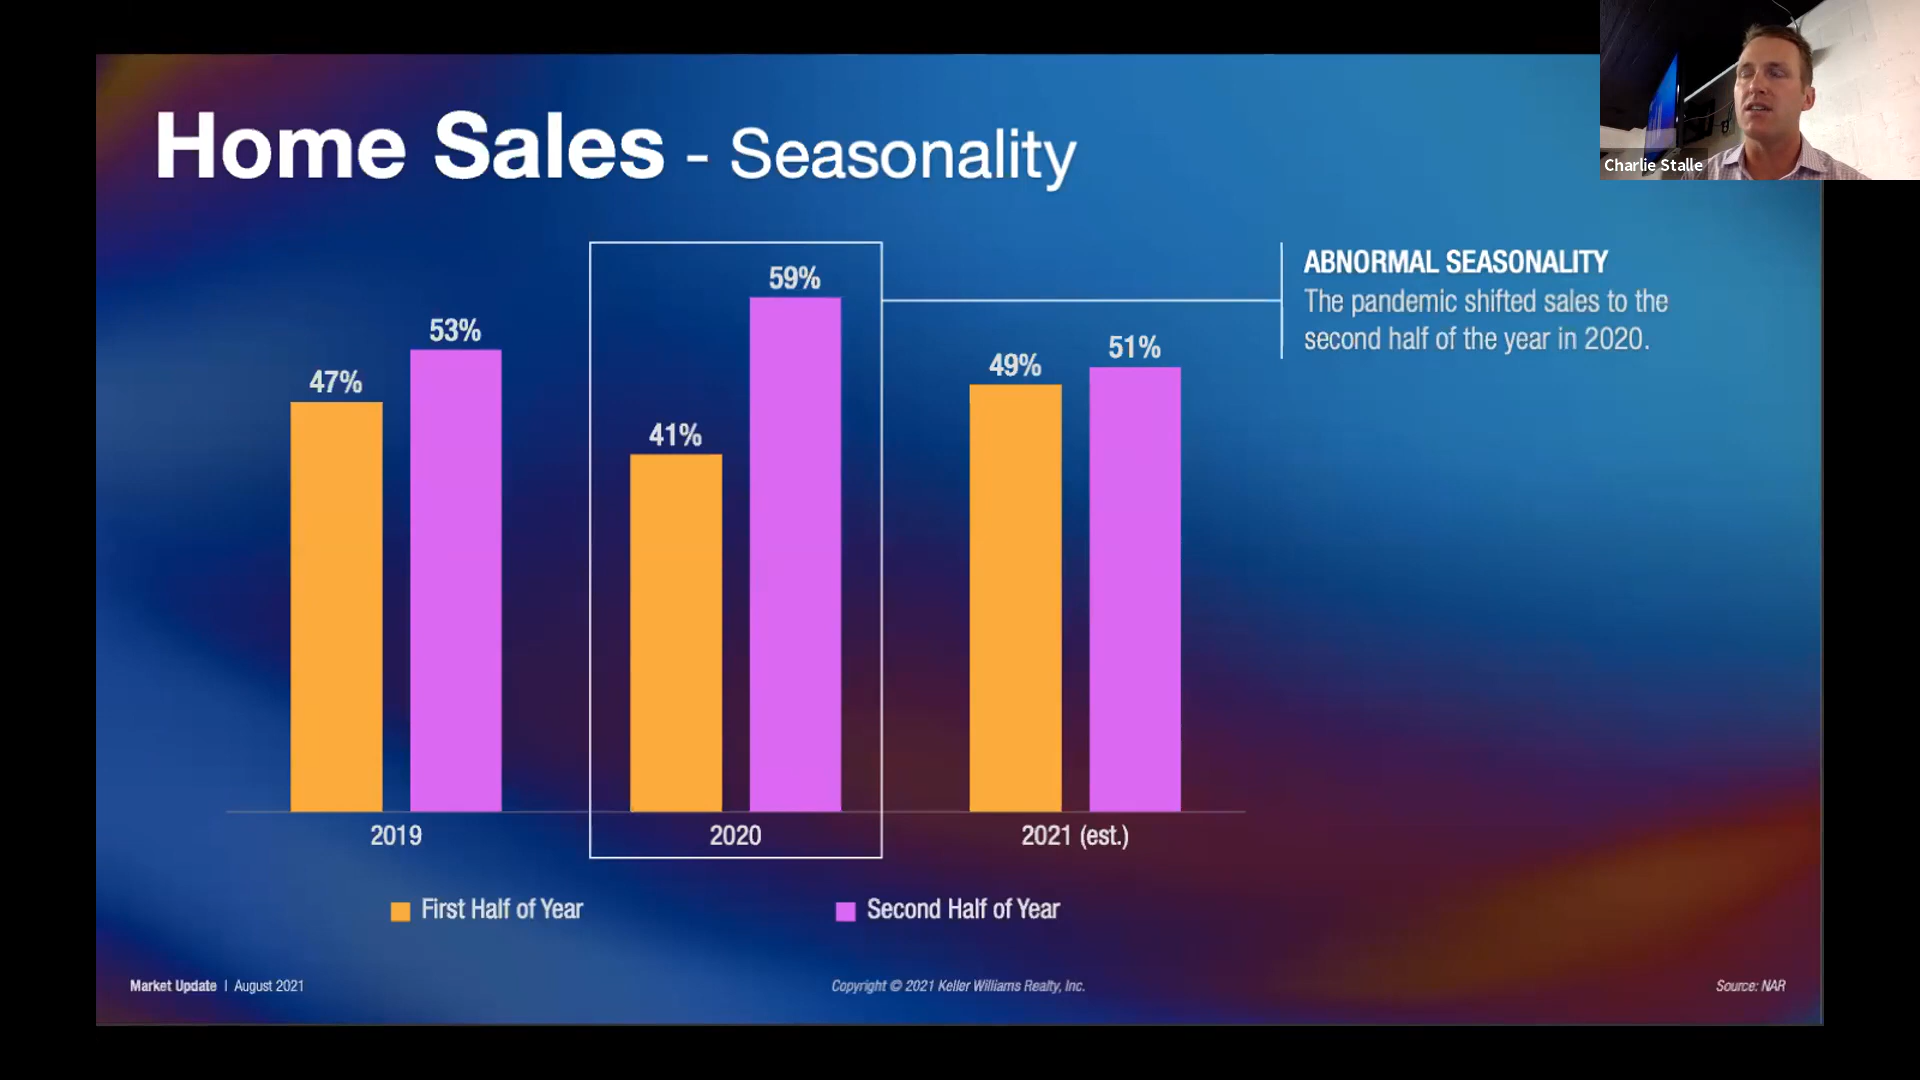 Charlie Stalle
Home Sales - Seasonality
ABNORMAL SEASONALITY
The pandemic shifted sales to the
second half of the year in 2020.
47%
53%
41%
59%
49%
51%
2019
2020
2021 (est.)
First Half of Year
Second Half of Year
Market Update | August 2021
Copyright © 2021 Keller Williams Realty, Inc.
Source: NAR